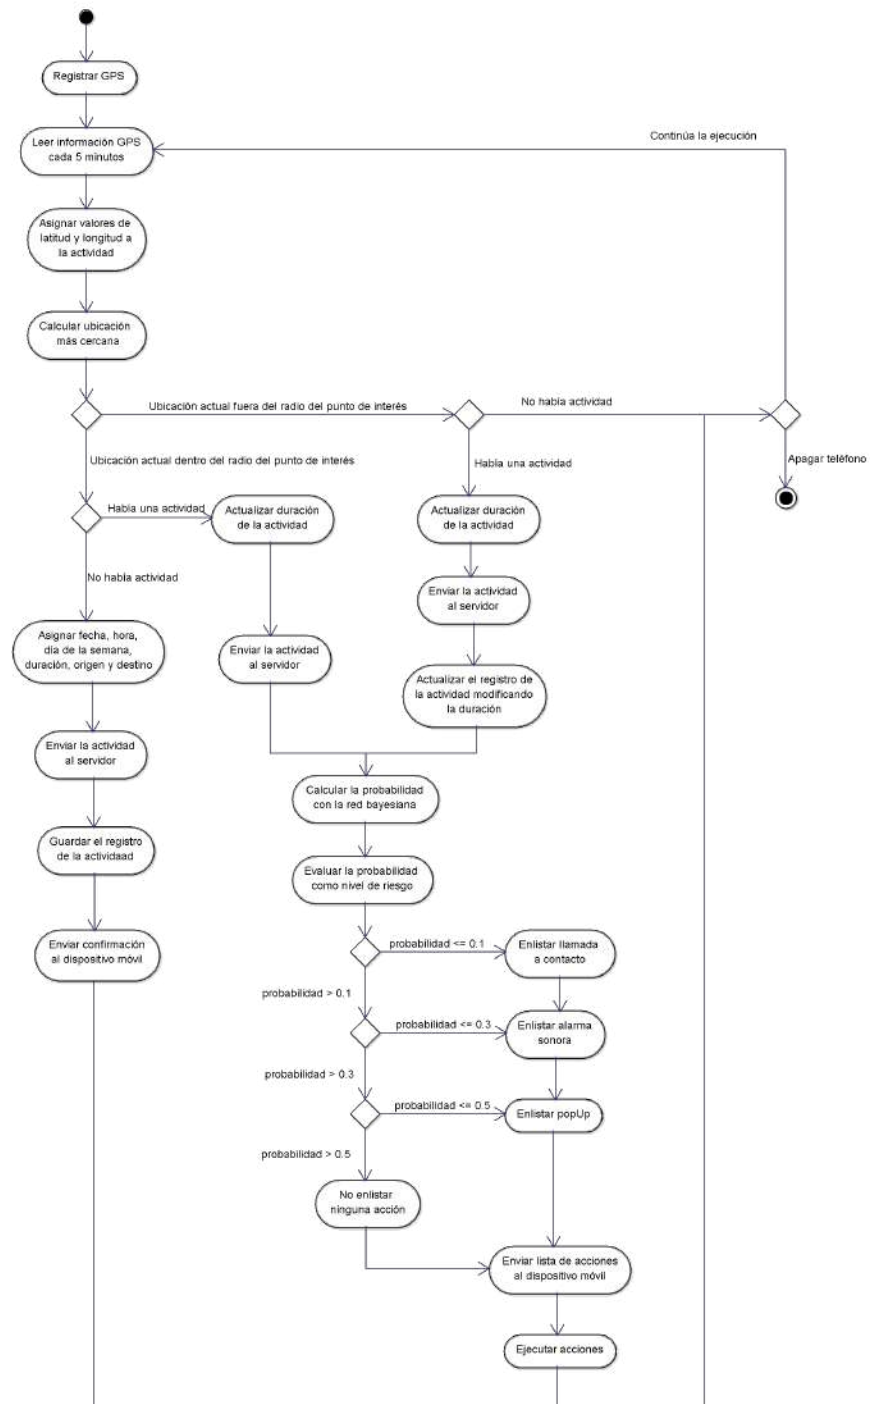 Registrar GPS
Leer información GPS
cada 5 minutos
Continúa la ejecución
Asignar valores de
latitud y longitud a
la actividad
Calcular ubicación
más cercana
Ubicación actual fuera del radio del punto de interés
No había actividad
Ubicación actual dentro del radio del punto de interés
Había una actividad
Apagar teléfono
Había una actividad
Actualizar duración
de la actividad
Actualizar duración
de la actividad
No había actividad
Enviar la actividad
al servidor
Asignar fecha, hora,
día de la semana,
duración, origen y destino
Enviar la actividad
al servidor
Actualizar el registro de
la actividad modificando
la duración
Enviar la actividad
al servidor
Calcular la probabilidad
con la red bayesiana
Guardar el registro
de la actividaad
Evaluar la probabilidad
como nivel de riesgo
Enviar confirmación
al dispositivo móvil
probabilidad <= 0.1
Enlistar llamada
a contacto
probabilidad > 0.1
probabilidad <= 0.3
Enlistar alarma
sonora
probabilidad > 0.3
probabilidad <= 0.5
Enlistar popUp
probabilidad > 0.5
No enlistar
ninguna acción
Enviar lista de acciones
al dispositivo móvil
Ejecutar acciones